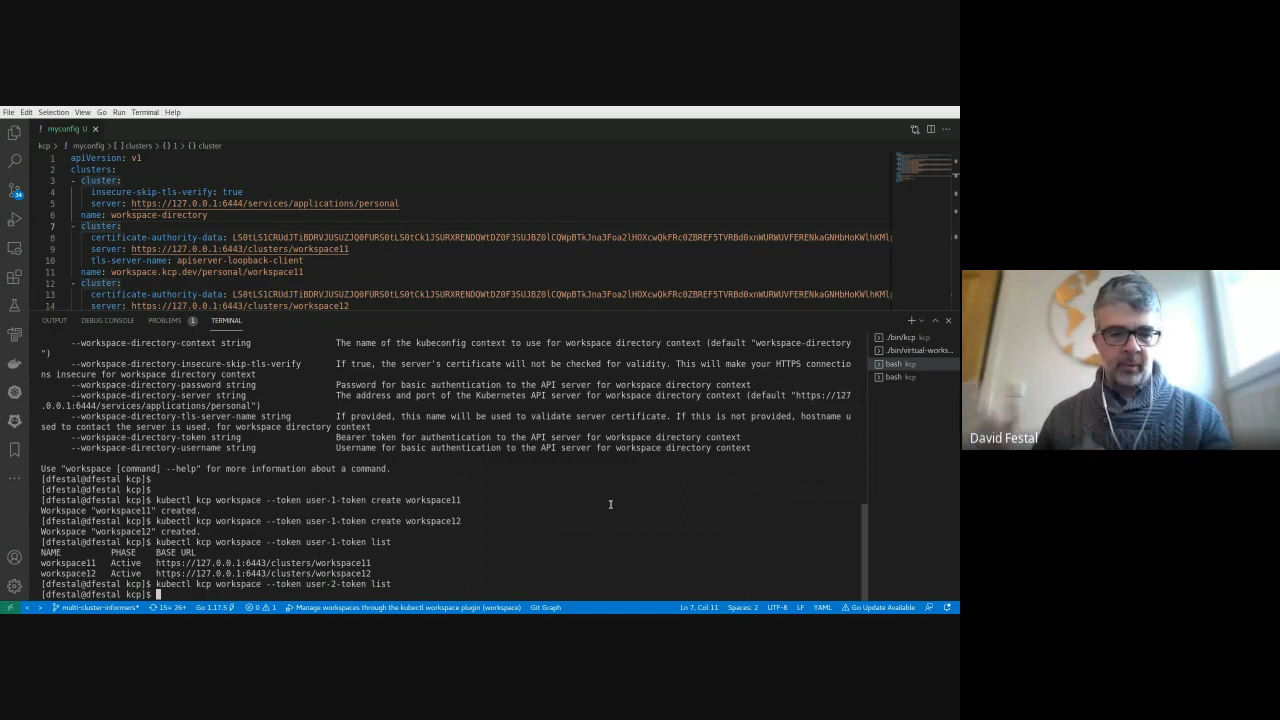 File Edit Selection View Go Run Terminal Help
! myconfig U ×
kcp > ! myconfig > [ ] clusters > { } 1 > { } cluster
1 apiVersion: v1
2 clusters:
3 - cluster:
4 insecure-skip-tls-verify: true
5 server: https://127.0.0.1:6444/services/applications/personal
6 name: workspace-directory
7 - cluster:
8 certificate-authority-data:
9 server: https://127.0.0.1:6443/clusters/workspace11
10 tls-server-name: apiserver-loopback-client
11 name: workspace.kcp.dev/personal/workspace11
12 - cluster:
13 certificate-authority-data:
14 server: https://127.0.0.1:6443/clusters/workspace12
34
OUTPUT DEBUG CONSOLE PROBLEMS 1 TERMINAL
--workspace-directory-context string The name of the kubeconfig context to use for workspace directory context (default "workspace-directory
")
--workspace-directory-insecure-skip-tls-verify If true, the server's certificate will not be checked for validity. This will make your HTTPS connectio
ns insecure for workspace directory context
--workspace-directory-password string Password for basic authentication to the API server for workspace directory context
--workspace-directory-server string The address and port of the Kubernetes API server for workspace directory context (default "https://127
.0.0.1:6444/services/applications/personal")
--workspace-directory-tls-server-name string If provided, this name will be used to validate server certificate. If this is not provided, hostname u
sed to contact the server is used. for workspace directory context
--workspace-directory-token string Bearer token for authentication to the API server for workspace directory context
--workspace-directory-username string Username for basic authentication to the API server for workspace directory context
Use "workspace [command] --help" for more information about a command.
[dfestal@dfestal kcp]$
[dfestal@dfestal kcp]$
[dfestal@dfestal kcp]$ kubectl kcp workspace --token user-1-token create workspace11
Workspace "workspace11" created.
[dfestal@dfestal kcp]$ kubectl kcp workspace --token user-1-token create workspace12
Workspace "workspace12" created.
[dfestal@dfestal kcp]$ kubectl kcp workspace --token user-1-token list
NAME PHASE BASE URL
workspace11 Active https://127.0.0.1:6443/clusters/workspace11
workspace12 Active https://127.0.0.1:6443/clusters/workspace12
[dfestal@dfestal kcp]$ kubectl kcp workspace --token user-2-token list
[dfestal@dfestal kcp]$
./bin/kcp kcp
./bin/virtual-works...
bash kcp
bash kcp
multi-cluster-informers* 15↓ 26↑ Go 1.17.5 0 1 Manage workspaces through the kubectl workspace plugin (workspace) Git Graph Ln 7, Col 11 Spaces: 2 UTF-8 LF YAML Go Update Available
David Festal